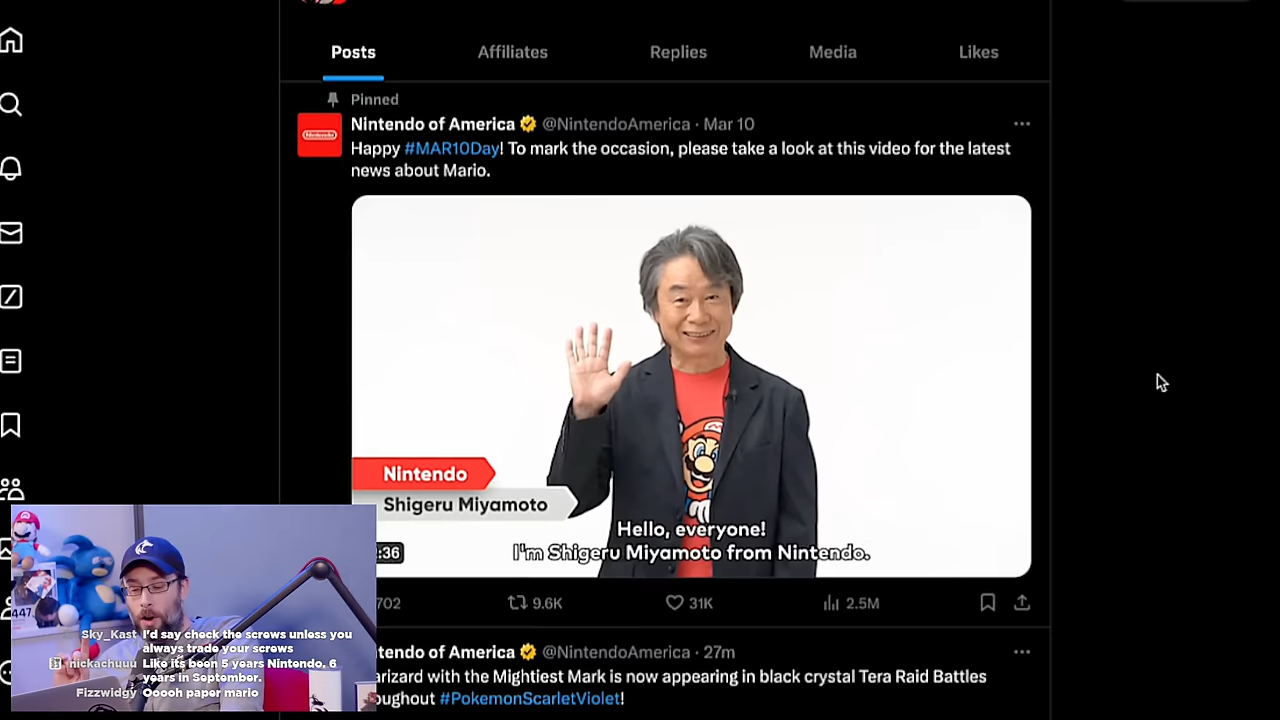 Posts
Affiliates
Replies
Media
Likes
Pinned
Nintendo of America @NintendoAmerica · Mar 10
Happy #MAR10Day! To mark the occasion, please take a look at this video for the latest
news about Mario.
Nintendo
Nintendo
Shigeru Miyamoto
Hello, everyone!
I'm Shigeru Miyamoto from Nintendo.
:36
702
9.6K
31K
2.5M
ntendo of America @NintendoAmerica · 27m
arizard with the Mightiest Mark is now appearing in black crystal Tera Raid Battles
oughout #PokemonScarletViolet!
447
Sky_Kast I'd say check the screws unless you
always trade your screws
nickachuuu Like its been 5 years Nintendo, 6
years in September.
Fizzwidgy Ooooh paper mario